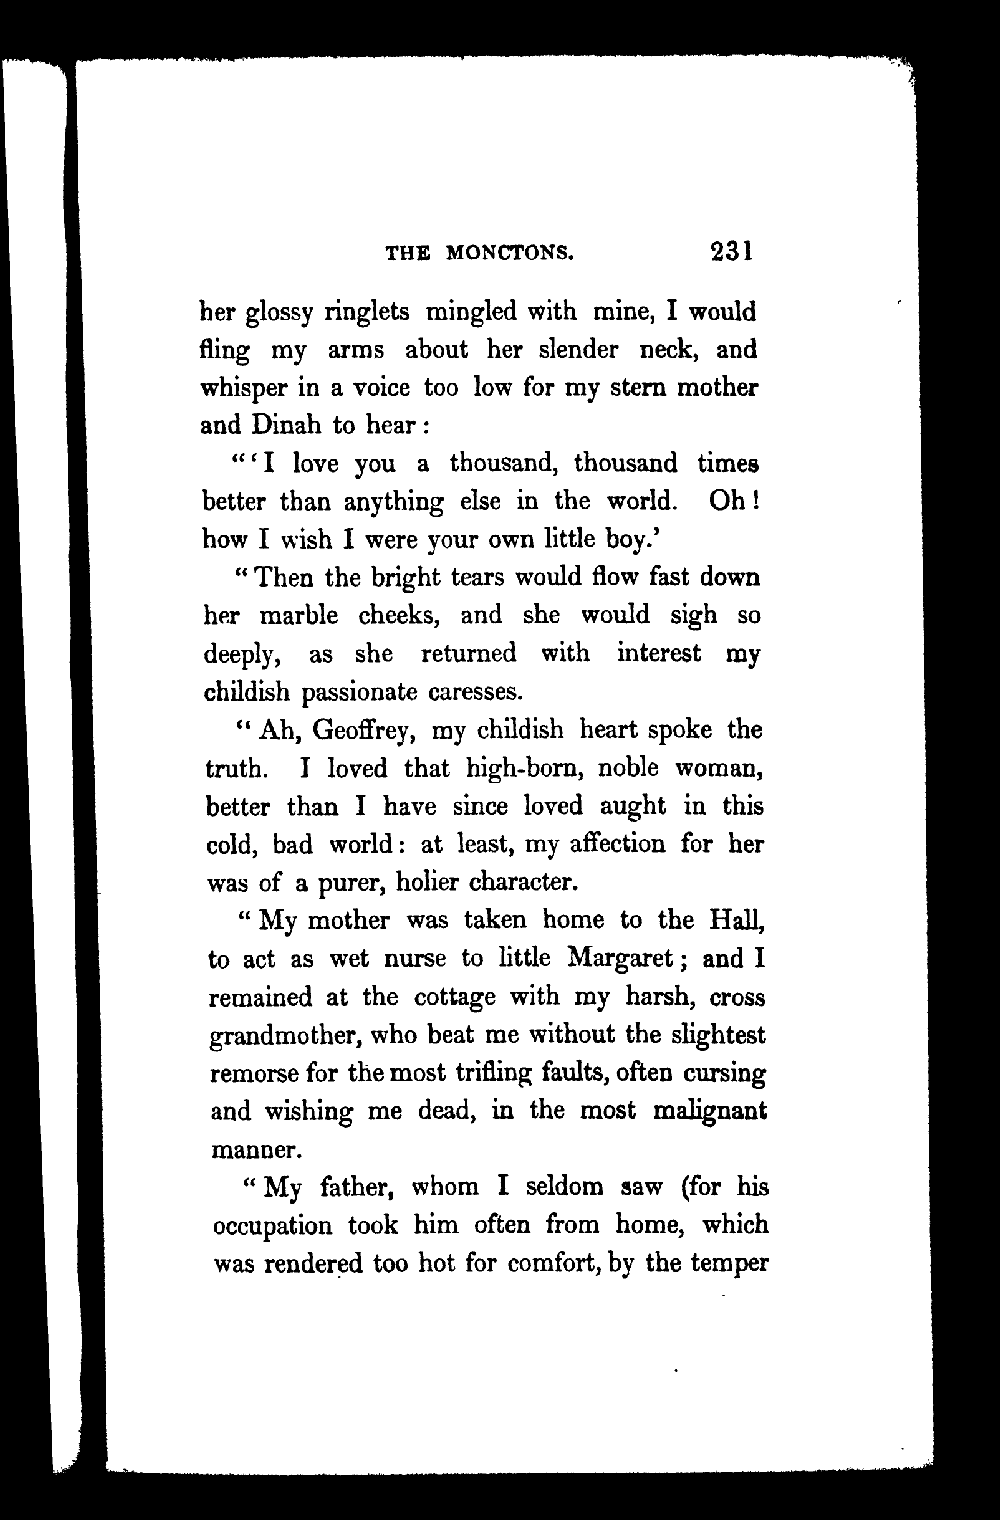 THE MONCTONS. 231
her glossy ringlets mingled with mine, I would
fling my arms about her slender neck, and
whisper in a voice too low for my stern mother
and Dinah to hear :
“ ‘ I love you a thousand, thousand times
better than anything else in the world. Oh !
how I wish I were your own little boy.’
“ Then the bright tears would flow fast down
her marble cheeks, and she would sigh so
deeply, as she returned with interest my
childish passionate caresses.
“ Ah, Geoffrey, my childish heart spoke the
truth. I loved that high-born, noble woman,
better than I have since loved aught in this
cold, bad world : at least, my affection for her
was of a purer, holier character.
“ My mother was taken home to the Hall,
to act as wet nurse to little Margaret ; and I
remained at the cottage with my harsh, cross
grandmother, who beat me without the slightest
remorse for the most trifling faults, often cursing
and wishing me dead, in the most malignant
manner.
“ My father, whom I seldom saw (for his
occupation took him often from home, which
was rendered too hot for comfort, by the temper